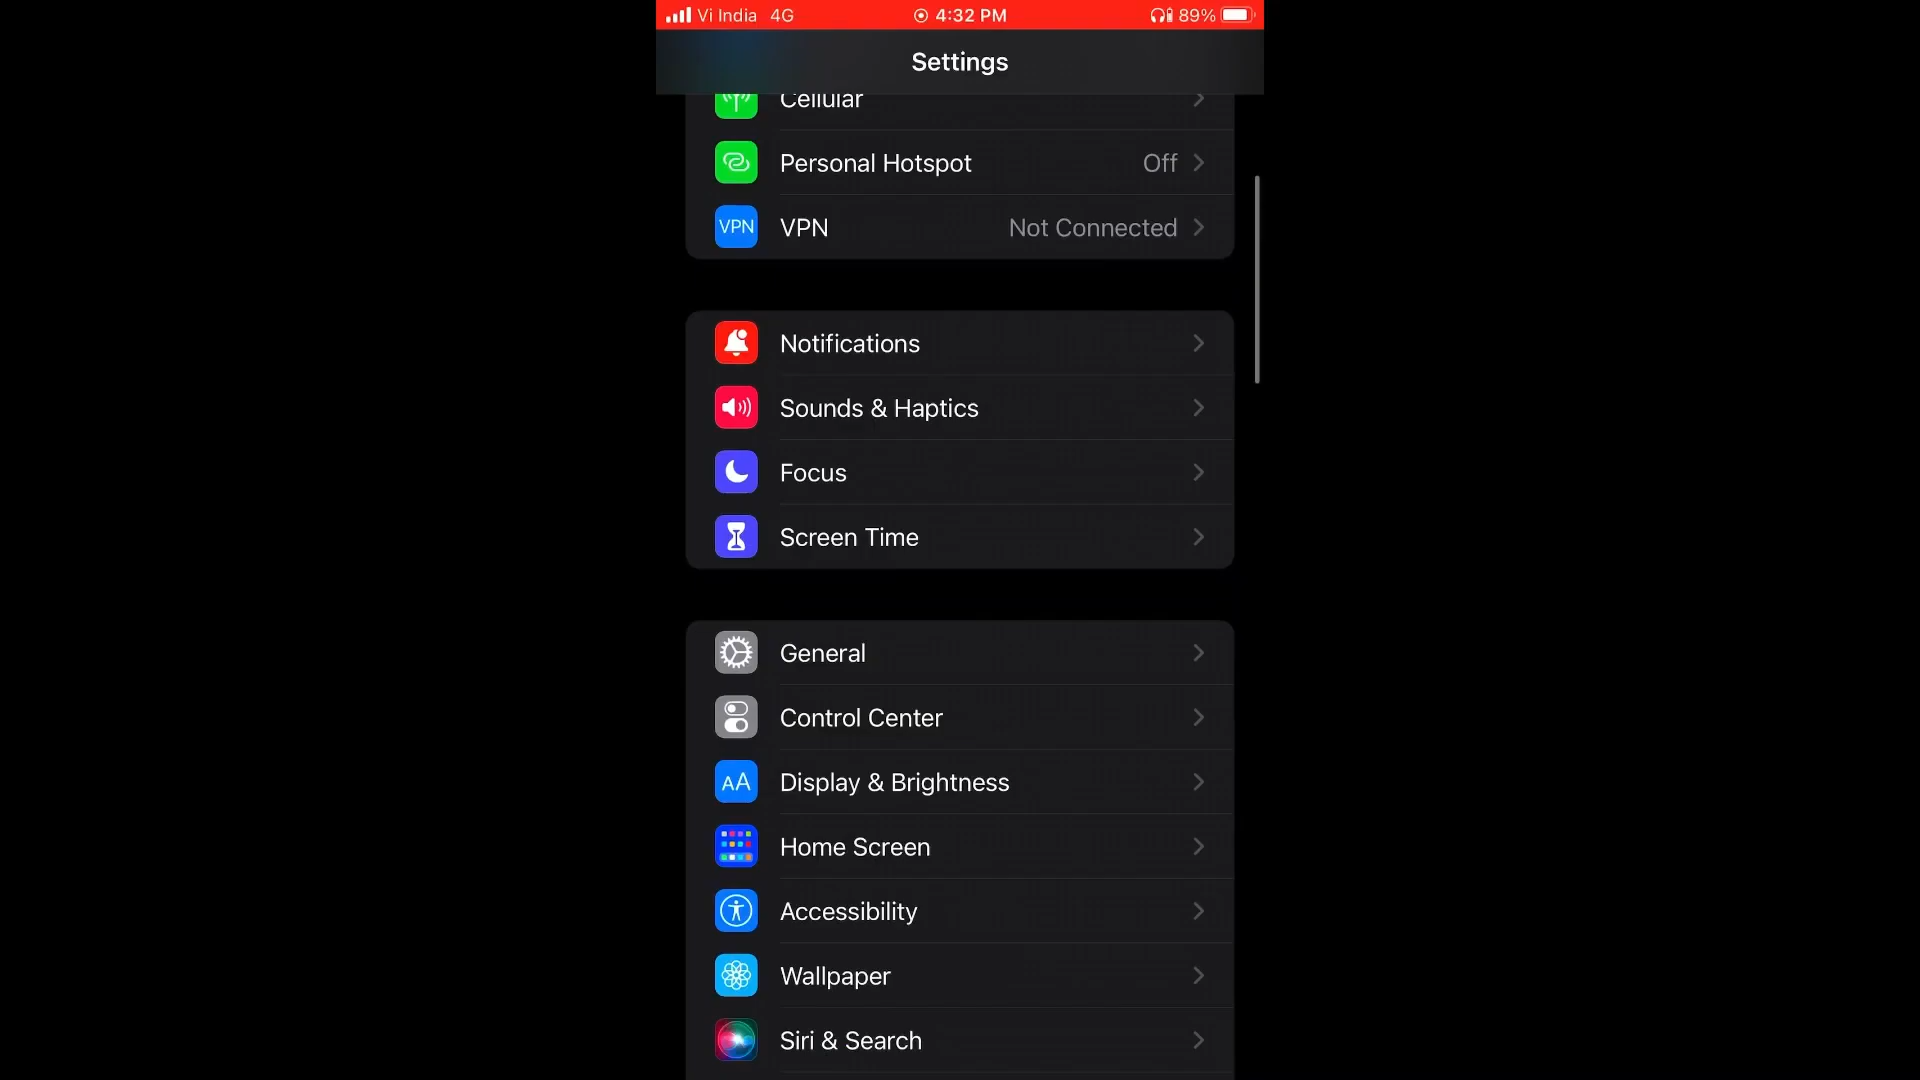 Vi India 4G 4:32 PM 89%
Settings
Cellular
Personal Hotspot Off
VPN VPN Not Connected
Notifications
Sounds & Haptics
Focus
Screen Time
General
Control Center
AA Display & Brightness
Home Screen
Accessibility
Wallpaper
Siri & Search